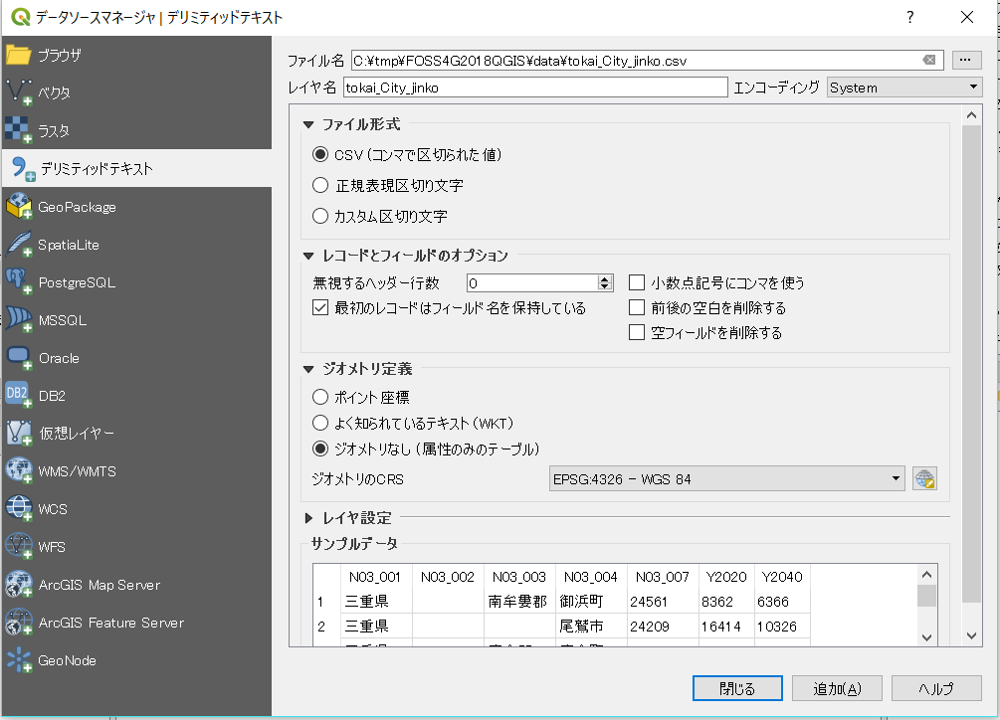 データソースマネージャ | デリミティッドテキスト
ブラウザ
ベクタ
ラスタ
デリミティッドテキスト
GeoPackage
SpatiaLite
PostgreSQL
MSSQL
Oracle
DB2
DB2
仮想レイヤー
WMS/WMTS
WCS
WFS
ArcGIS Map Server
ArcGIS Feature Server
GeoNode
ファイル名 C:¥tmp¥FOSS4G2018QGIS¥data¥tokai_City_jinko.csv ...
レイヤ名 tokai_City_jinko エンコーディング System
ファイル形式
CSV (コンマで区切られた値)
正規表現区切り文字
カスタム区切り文字
レコードとフィールドのオプション
無視するヘッダー行数 0 小数点記号にコンマを使う
最初のレコードはフィールド名を保持している 前後の空白を削除する
空フィールドを削除する
ジオメトリ定義
ポイント座標
よく知られているテキスト (WKT)
ジオメトリなし (属性のみのテーブル)
ジオメトリのCRS EPSG:4326 - WGS 84
レイヤ設定
サンプルデータ
N03_001 N03_002 N03_003 N03_004 N03_007 Y2020 Y2040
1 三重県 南牟婁郡 御浜町 24561 8362 6366
2 三重県 尾鷲市 24209 16414 10326
閉じる 追加(A) ヘルプ